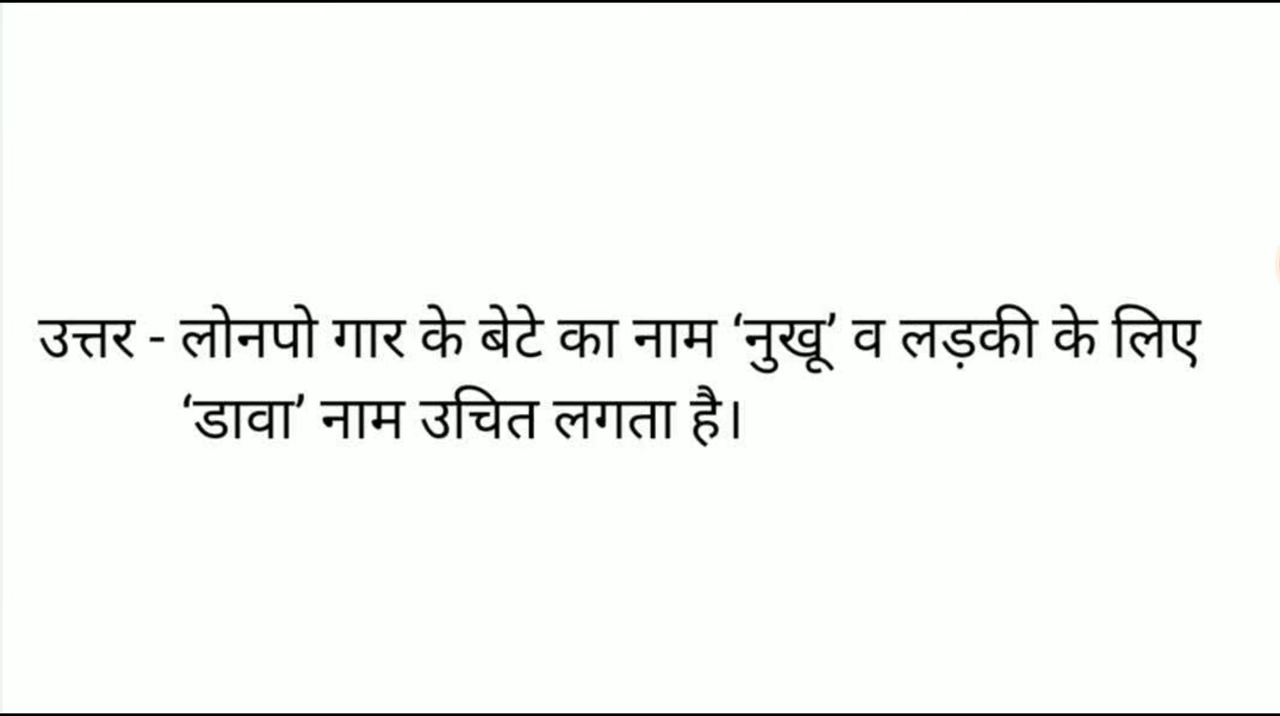 उत्तर - लोनपो गार के बेटे का नाम ‘नुखू’ व लड़की के लिए
‘डावा’ नाम उचित लगता है।